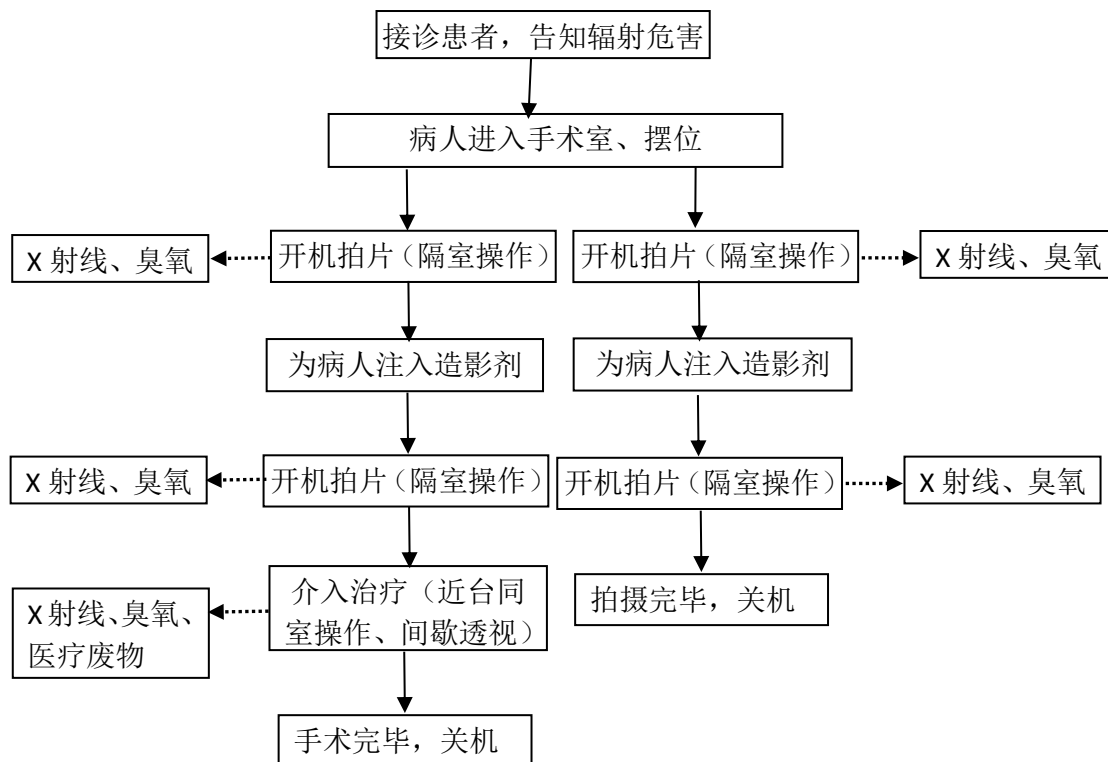 接诊患者，告知辐射危害
病人进入手术室、摆位
X 射线、臭氧
开机拍片（隔室操作）
开机拍片（隔室操作）
X 射线、臭氧
为病人注入造影剂
为病人注入造影剂
X 射线、臭氧
开机拍片（隔室操作）
开机拍片（隔室操作）
X 射线、臭氧
X 射线、臭氧、
医疗废物
介入治疗（近台同
室操作、间歇透视）
拍摄完毕，关机
手术完毕，关机